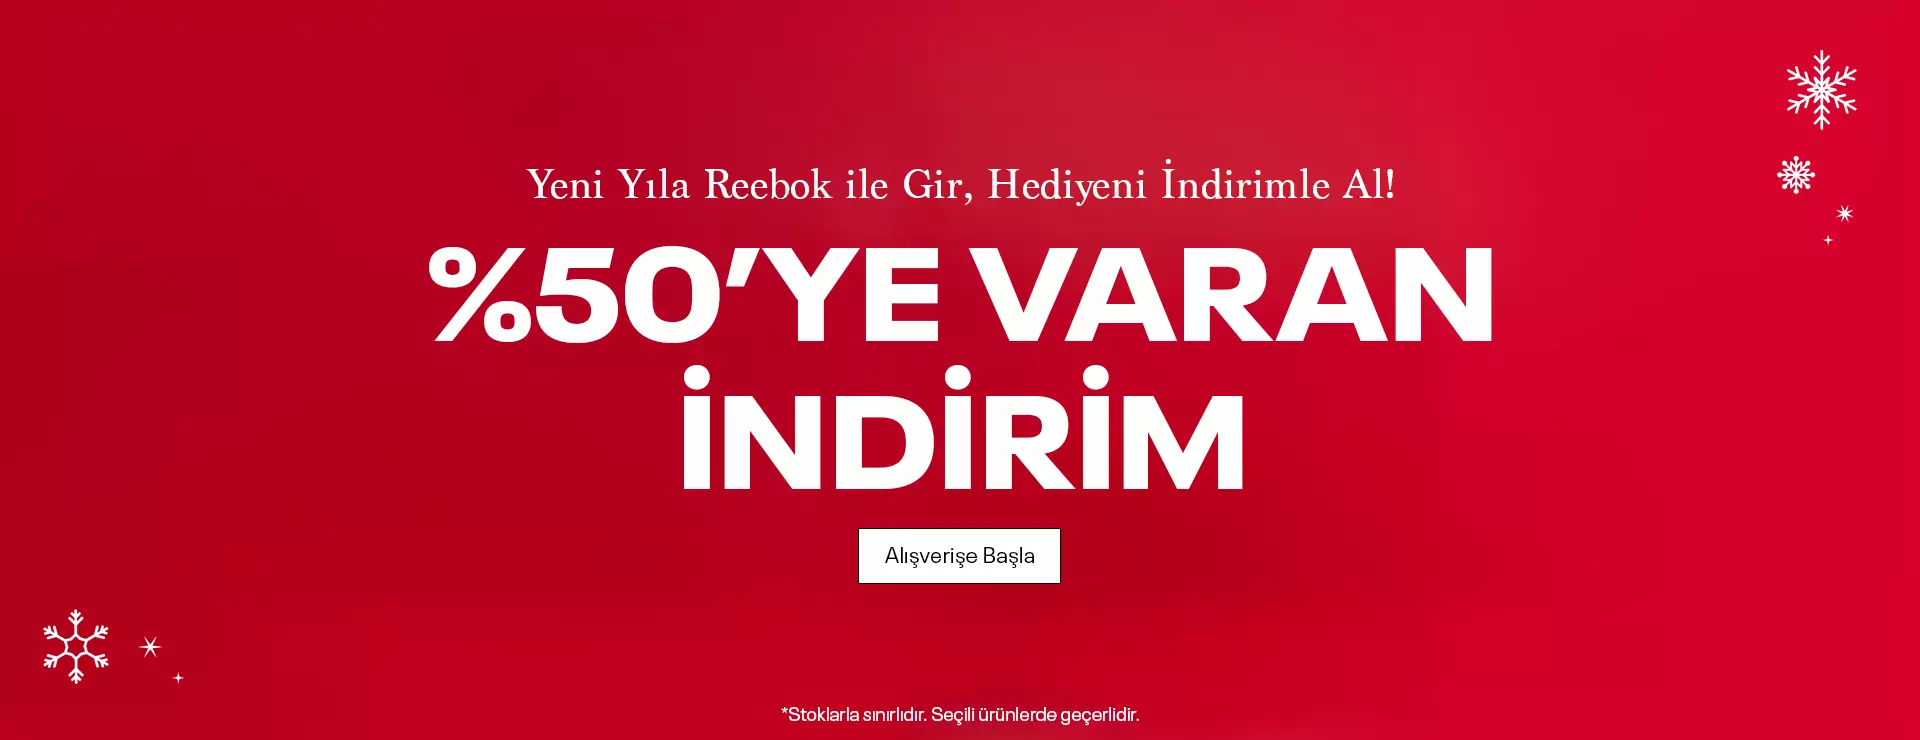 Yeni Yıla Reebok ile Gir, Hediyeni İndirimle Al!
%50'YE VARAN
İNDİRİM
Alışverişe Başla
*Stoklarla sınırlıdır. Seçili ürünlerde geçerlidir.